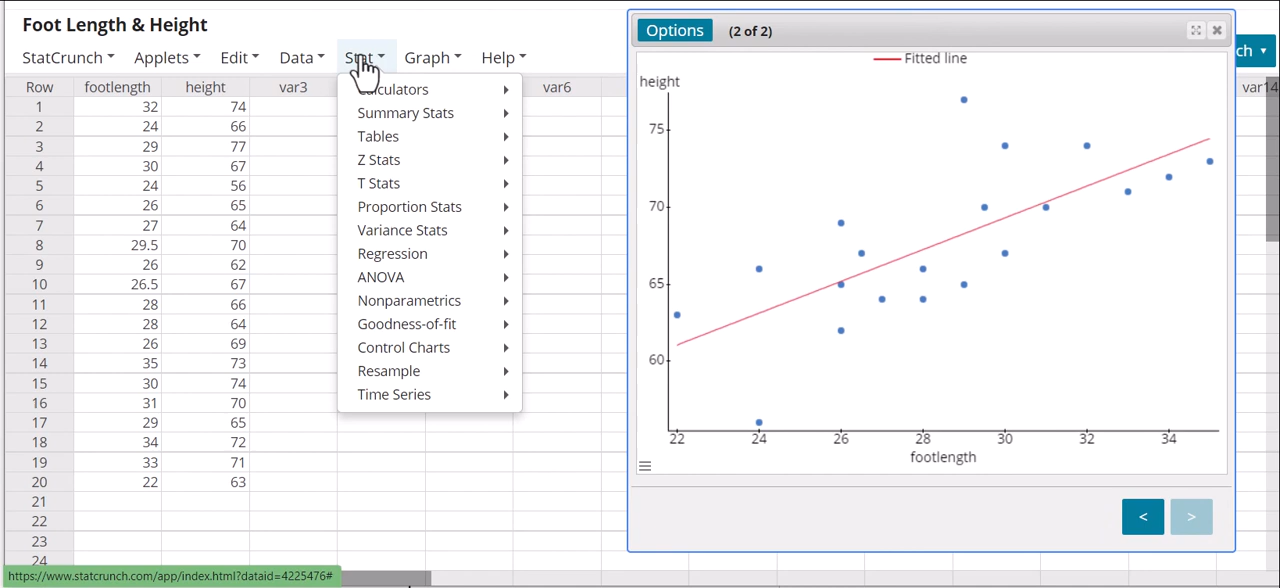 Foot Length & Height
StatCrunch Applets Edit Data Stat Graph Help
Row footlength height var3 var6 var14
1 32 74
2 24 66
3 29 77
4 30 67
5 24 56
6 26 65
7 27 64
8 29.5 70
9 26 62
10 26.5 67
11 28 66
12 28 64
13 26 69
14 35 73
15 30 74
16 31 70
17 29 65
18 34 72
19 33 71
20 22 63
21
22
23
24
Summary Stats
Tables
Z Stats
T Stats
Proportion Stats
Variance Stats
Regression
ANOVA
Nonparametrics
Goodness-of-fit
Control Charts
Resample
Time Series
Options (2 of 2)
ch
Fitted line
height
75
70
65
60
22 24 26 28 30 32 34
footlength
< >
https://www.statcrunch.com/app/index.html?dataid=4225476#